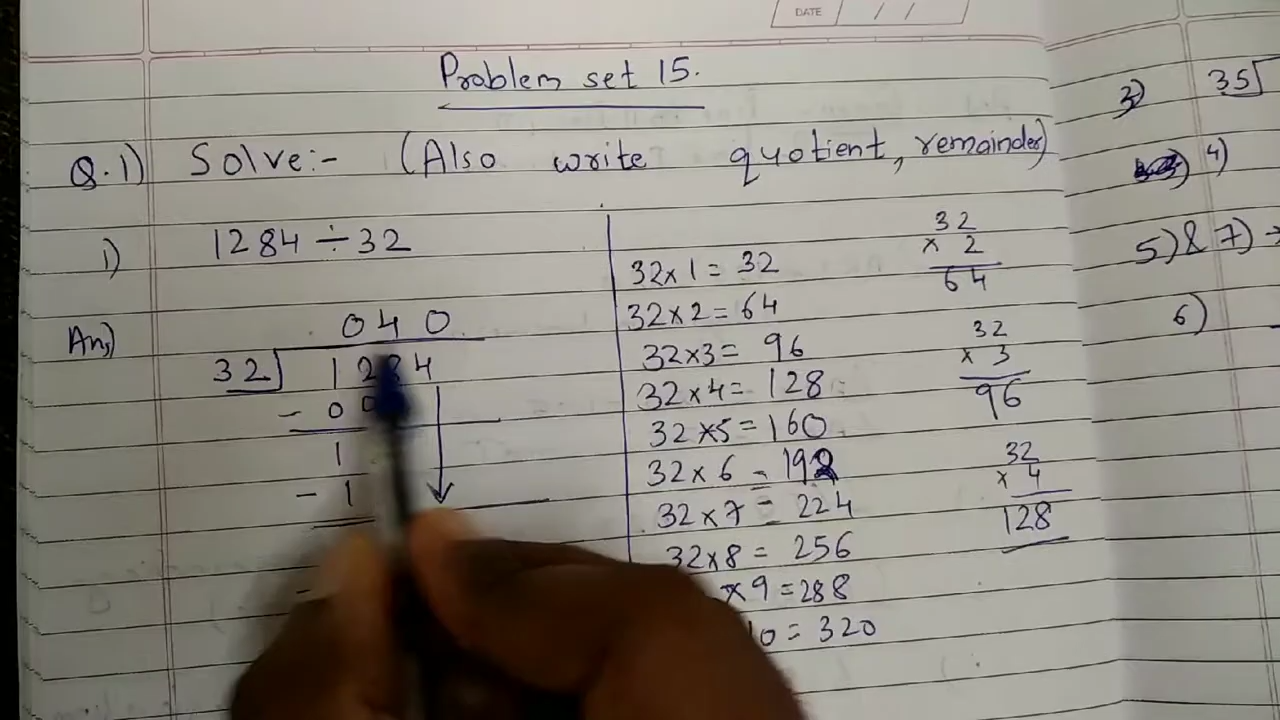 DATE / /
Problem set 15.
Q.1) Solve:- (Also write quotient, remainder)
i) 1284 ÷ 32
Ans)
040
32 1284
- 0
1
- 1
-
32 x 1 = 32
32 x 2 = 64
32 x 3 = 96
32 x 4 = 128
32 x 5 = 160
32 x 6 = 192
32 x 7 = 224
32 x 8 = 256
x 9 = 288
10 = 320
32
x 2
64
32
x 3
96
32
x 4
128
3) 35
4)
5) & 7)
6)